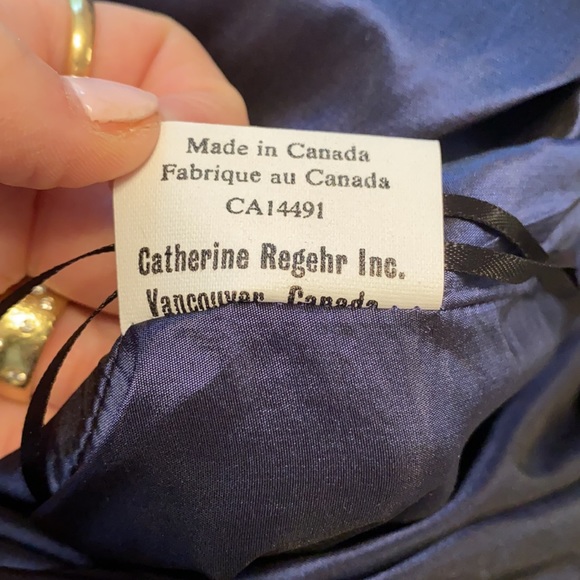 Made in Canada
Fabrique au Canada
CA14491
Catherine Regehr Inc.
Vancouver, Canada